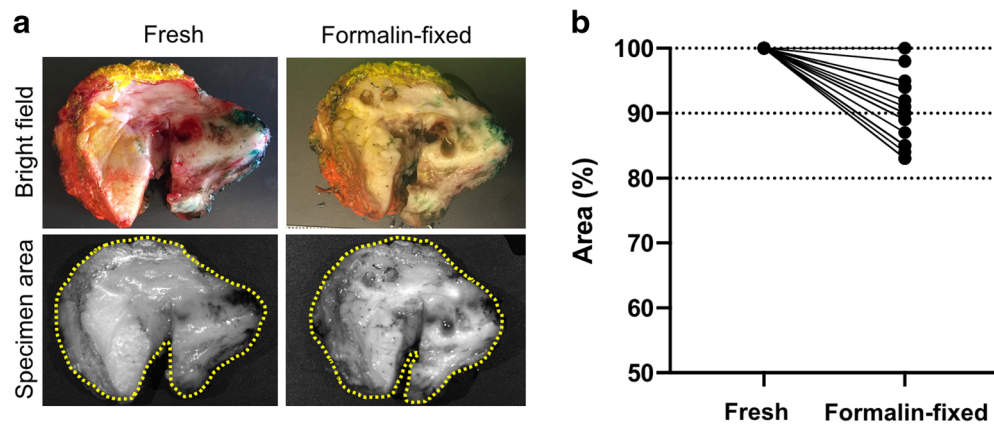 a
Fresh
Formalin-fixed
Bright field
Specimen area
b
Area (%)
100
90
80
70
60
50
Fresh
Formalin-fixed